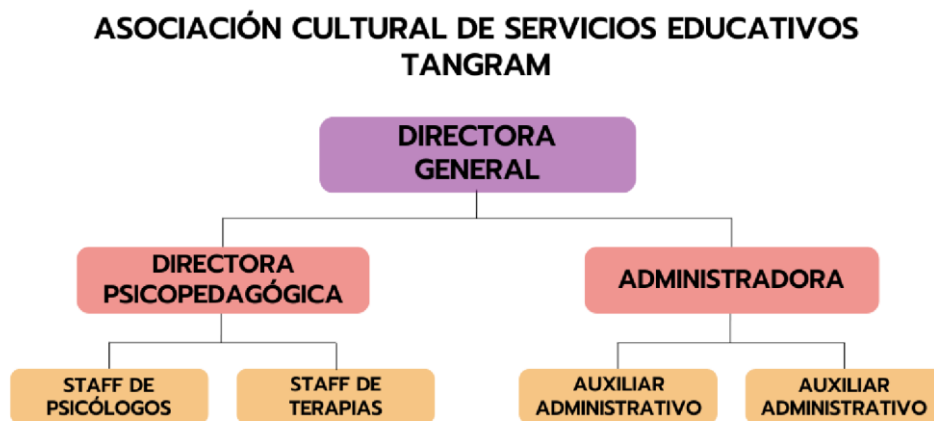 ASOCIACIÓN CULTURAL DE SERVICIOS EDUCATIVOS
TANGRAM
DIRECTORA
GENERAL
DIRECTORA
PSICOPEDAGÓGICA
ADMINISTRADORA
STAFF DE
PSICÓLOGOS
STAFF DE
TERAPIAS
AUXILIAR
ADMINISTRATIVO
AUXILIAR
ADMINISTRATIVO